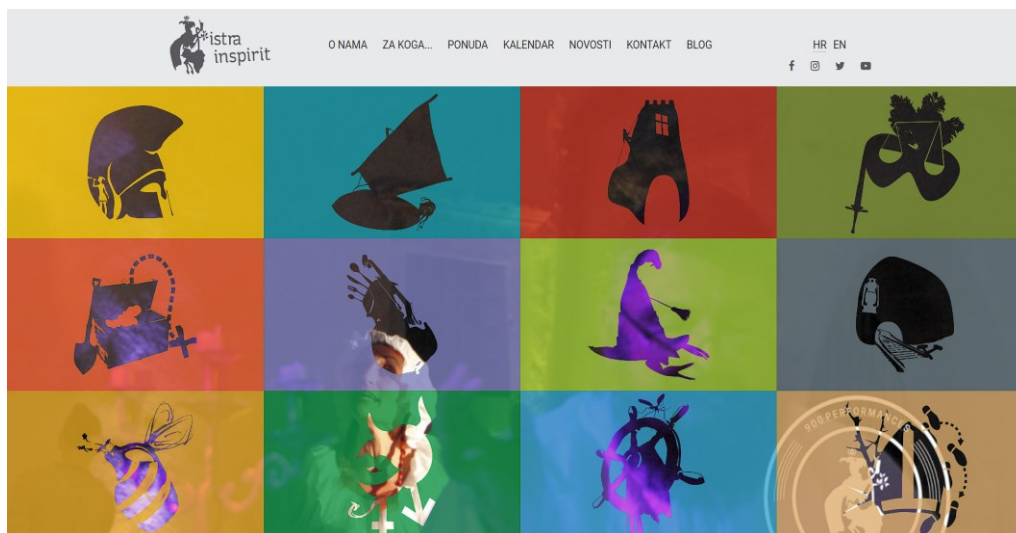 istra
inspirit
O NAMA ZA KOGA... PONUDA KALENDAR NOVOSTI KONTAKT BLOG
HR EN
900 PERFORMANCES